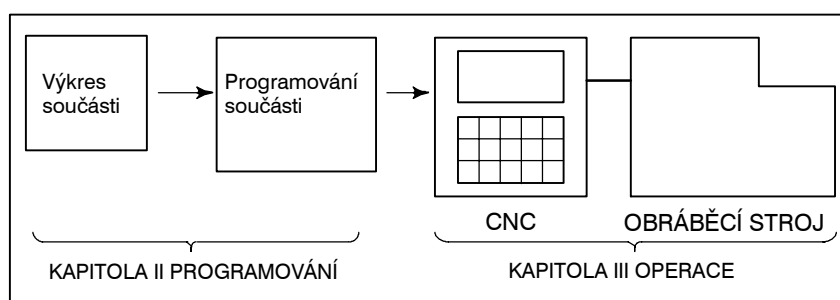 Výkres
součásti
Programování
součásti
CNC
OBRÁBĚCÍ STROJ
KAPITOLA II PROGRAMOVÁNÍ
KAPITOLA III OPERACE